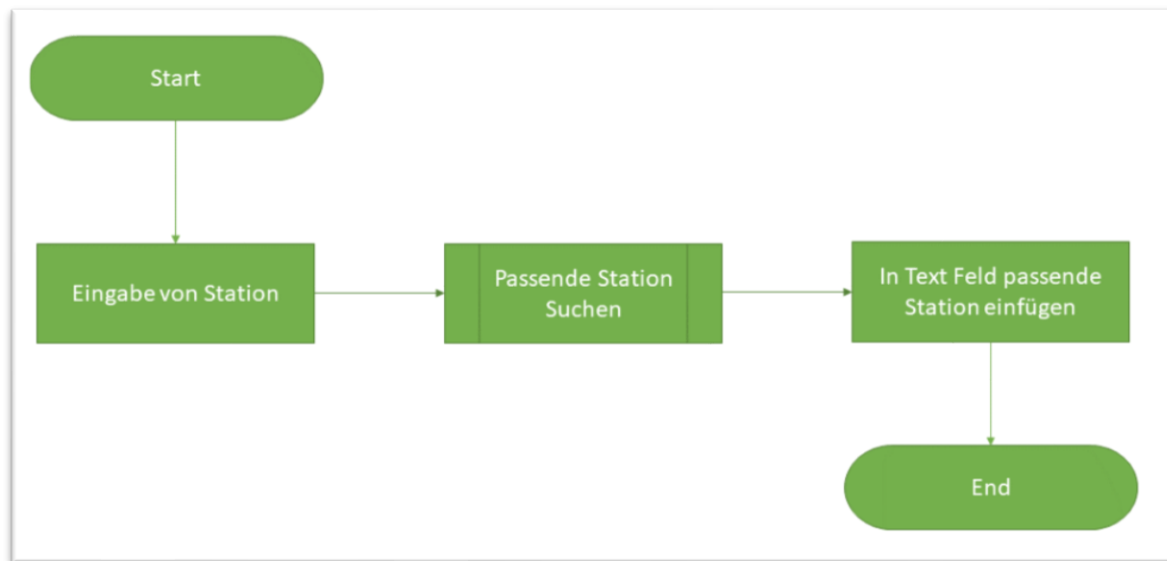 Start
Eingabe von Station
Passende Station
Suchen
In Text Feld passende
Station einfügen
End